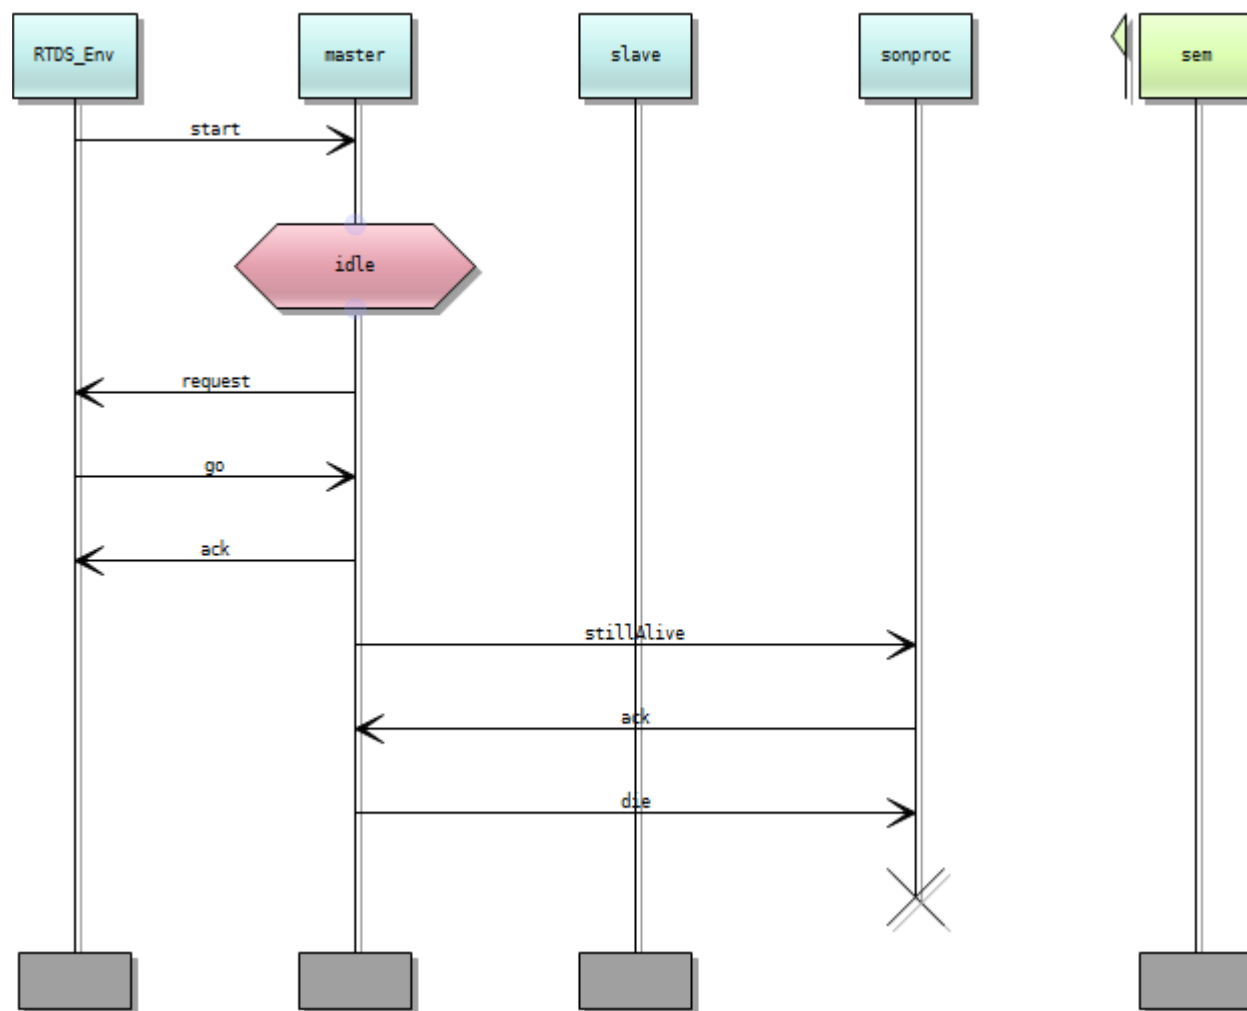 RTDS_Env
master
slave
sonproc
sem
start
idle
request
go
ack
stillAlive
ack
die